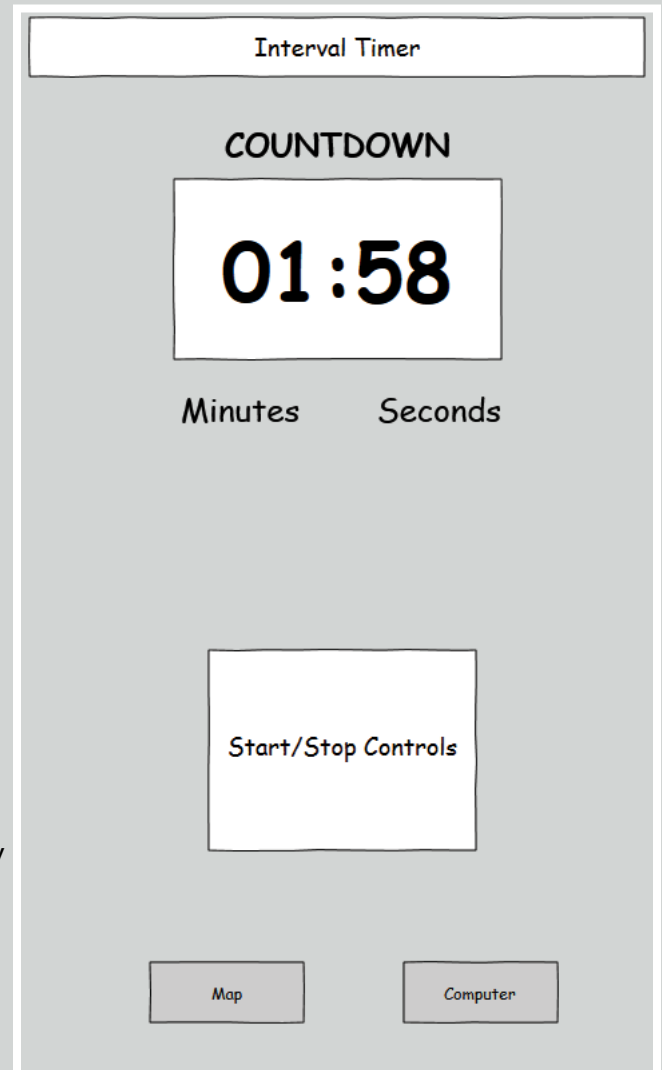 Interval Timer
COUNTDOWN
01:58
Minutes Seconds
Start/Stop Controls
Map Computer